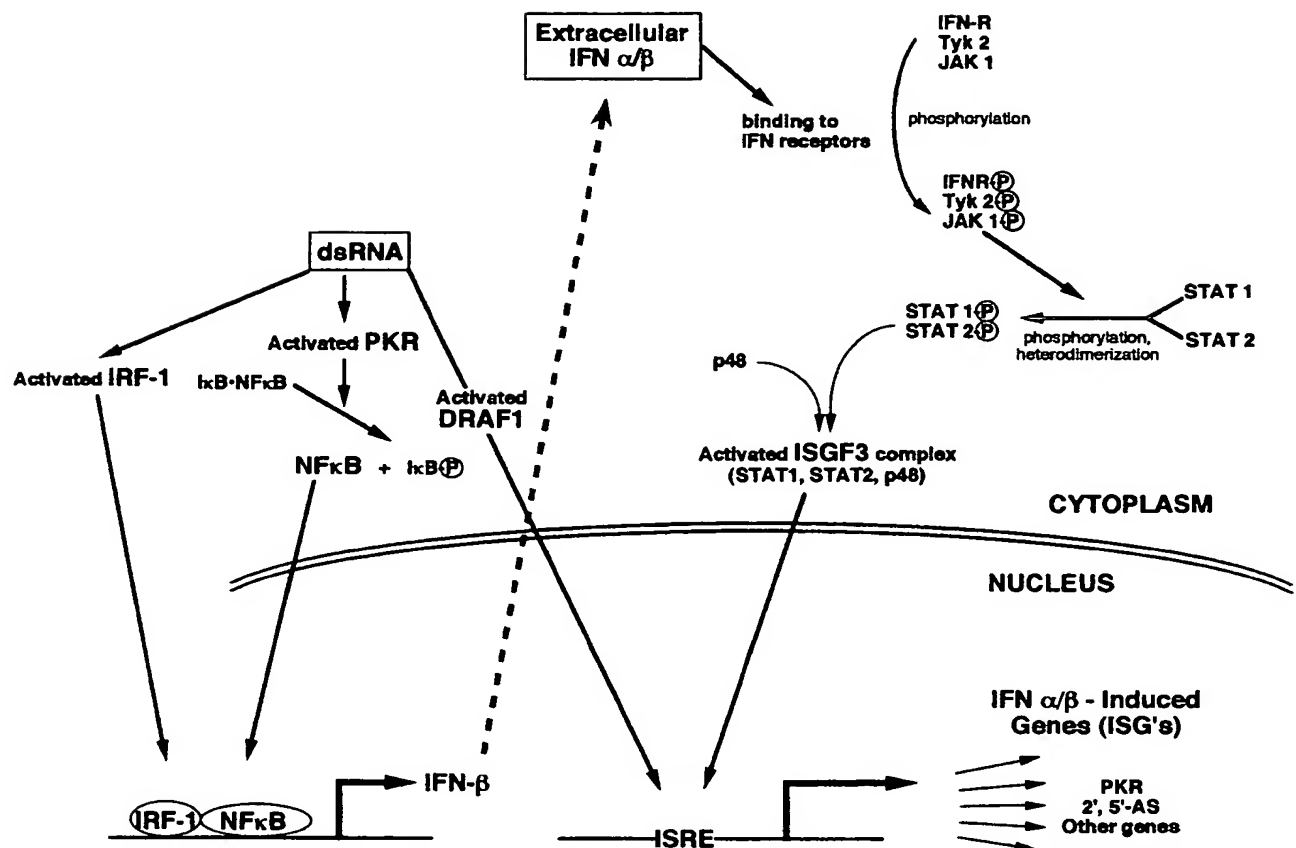 Extracellular
IFN α/β
IFN-R
Tyk 2
JAK 1
binding to
IFN receptors
phosphorylation
IFNR-Ⓟ
Tyk 2-Ⓟ
JAK 1-Ⓟ
dsRNA
STAT 1
STAT 2
STAT 1-Ⓟ
STAT 2-Ⓟ
phosphorylation,
heterodimerization
Activated PKR
Activated IRF-1
IκB•NFκB
p48
Activated
DRAF1
NFκB + IκB-Ⓟ
Activated ISGF3 complex
(STAT1, STAT2, p48)
CYTOPLASM
NUCLEUS
IFN α/β - Induced
Genes (ISG's)
IFN-β
IRF-1
NFκB
ISRE
PKR
2', 5'-AS
Other genes